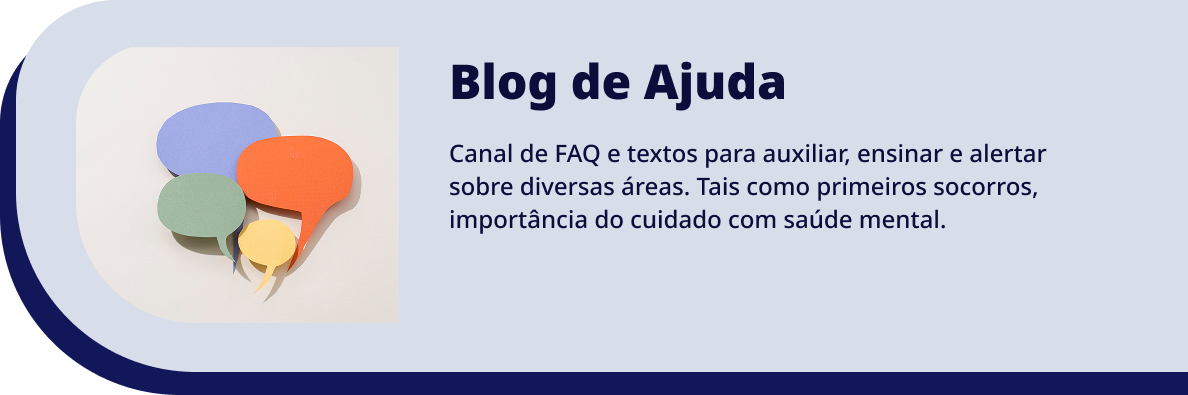 Blog de Ajuda
Canal de FAQ e textos para auxiliar, ensinar e alertar
sobre diversas áreas. Tais como primeiros socorros,
importância do cuidado com saúde mental.